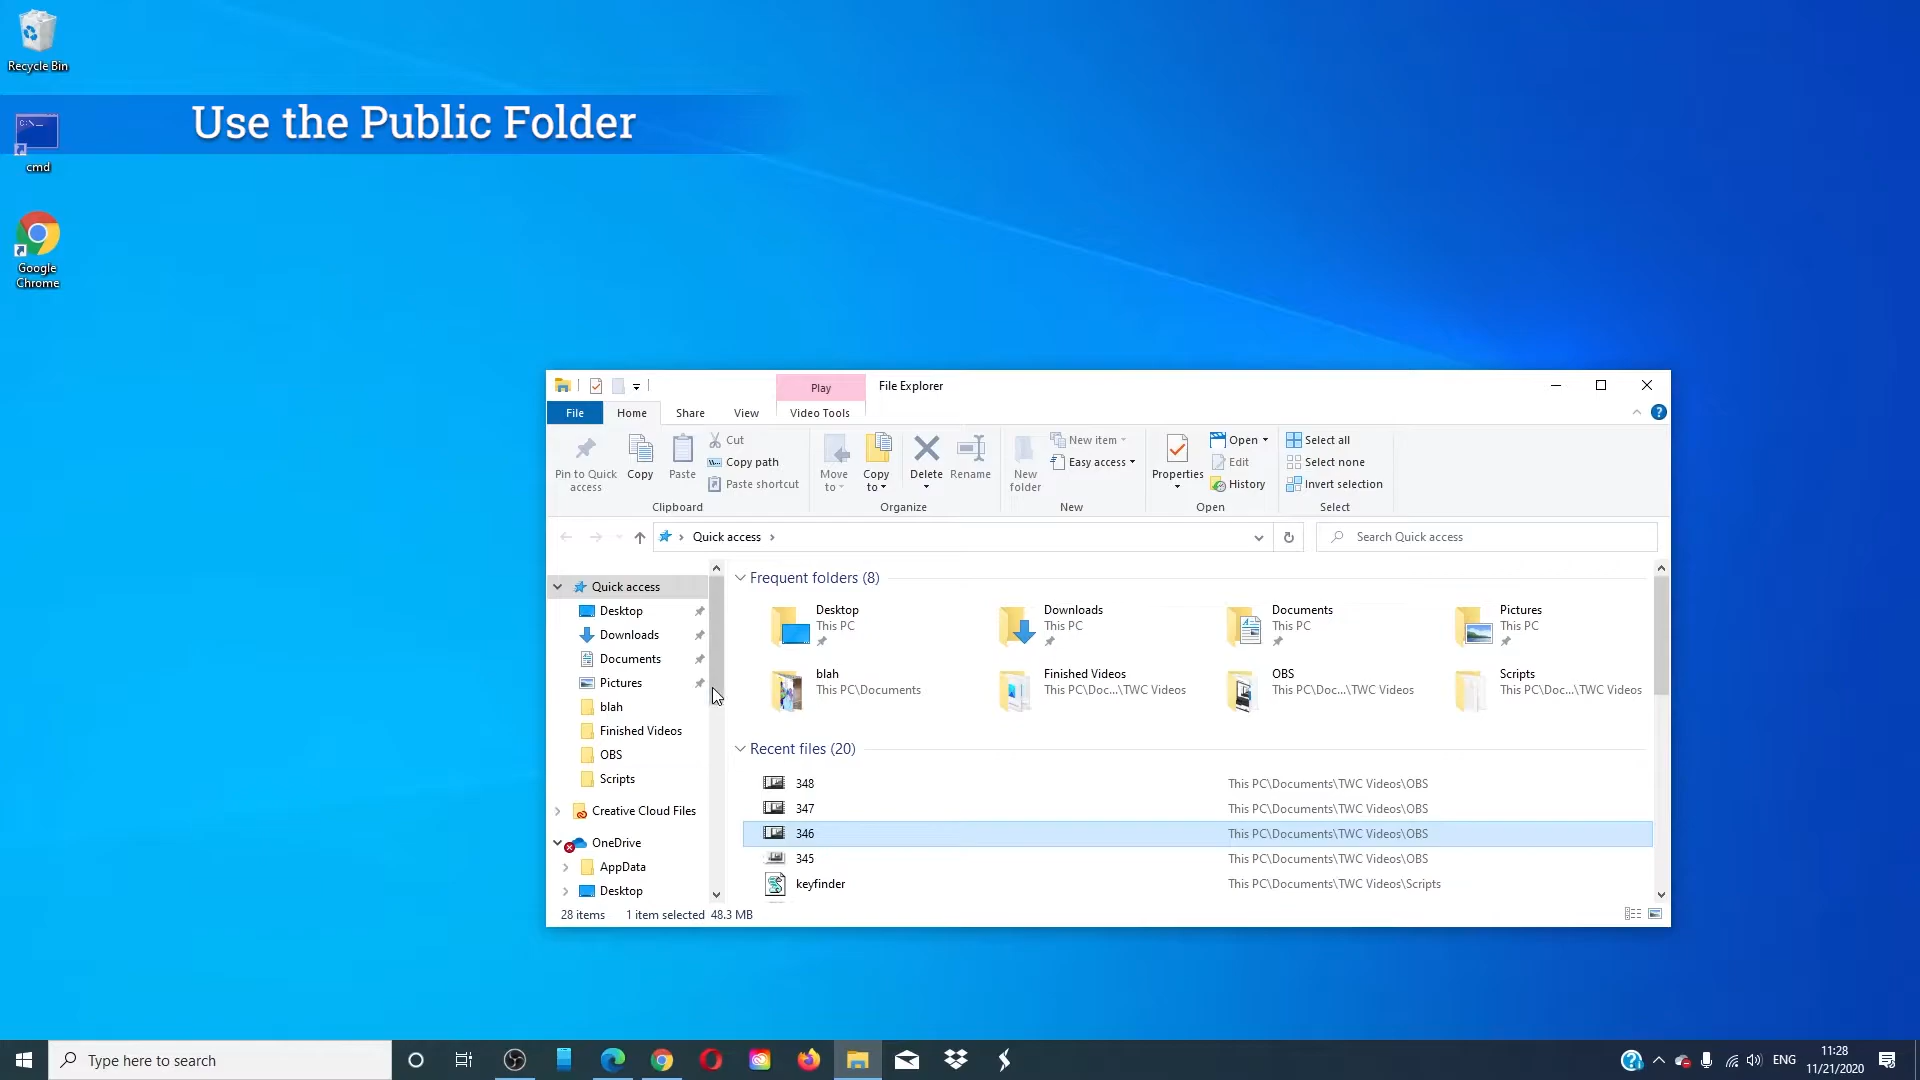 Recycle Bin
Use the Public Folder
C:\._
cmd
Google
Chrome
Play
File Explorer
File
Home
Share
View
Video Tools
Pin to Quick
access
Copy
Paste
Cut
Copy path
Paste shortcut
Clipboard
Move
to
Copy
to
Delete
Rename
Organize
New
folder
New item
Easy access
New
Properties
Open
Edit
History
Open
Select all
Select none
Invert selection
Select
Quick access
Search Quick access
Quick access
Desktop
Downloads
Documents
Pictures
blah
Finished Videos
OBS
Scripts
Creative Cloud Files
OneDrive
AppData
Desktop
Frequent folders (8)
Desktop
This PC
Downloads
This PC
Documents
This PC
Pictures
This PC
blah
This PC\Documents
Finished Videos
This PC\Doc...\TWC Videos
OBS
This PC\Doc...\TWC Videos
Scripts
This PC\Doc...\TWC Videos
Recent files (20)
348 This PC\Documents\TWC Videos\OBS
347 This PC\Documents\TWC Videos\OBS
346 This PC\Documents\TWC Videos\OBS
345 This PC\Documents\TWC Videos\OBS
keyfinder This PC\Documents\TWC Videos\Scripts
28 items 1 item selected 48.3 MB
Type here to search
ENG
11:28
11/21/2020